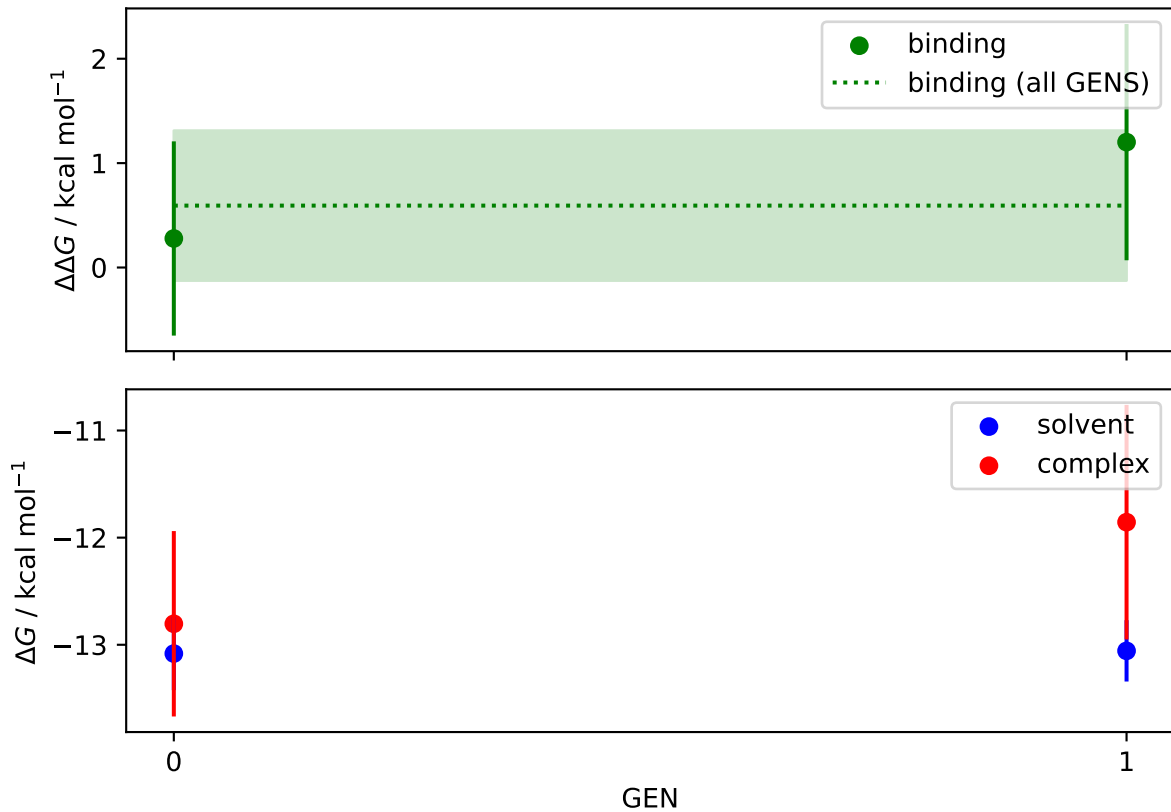 2
1
0
ΔΔG / kcal mol⁻¹
binding
binding (all GENS)
−11
−12
−13
ΔG / kcal mol⁻¹
solvent
complex
0
1
GEN